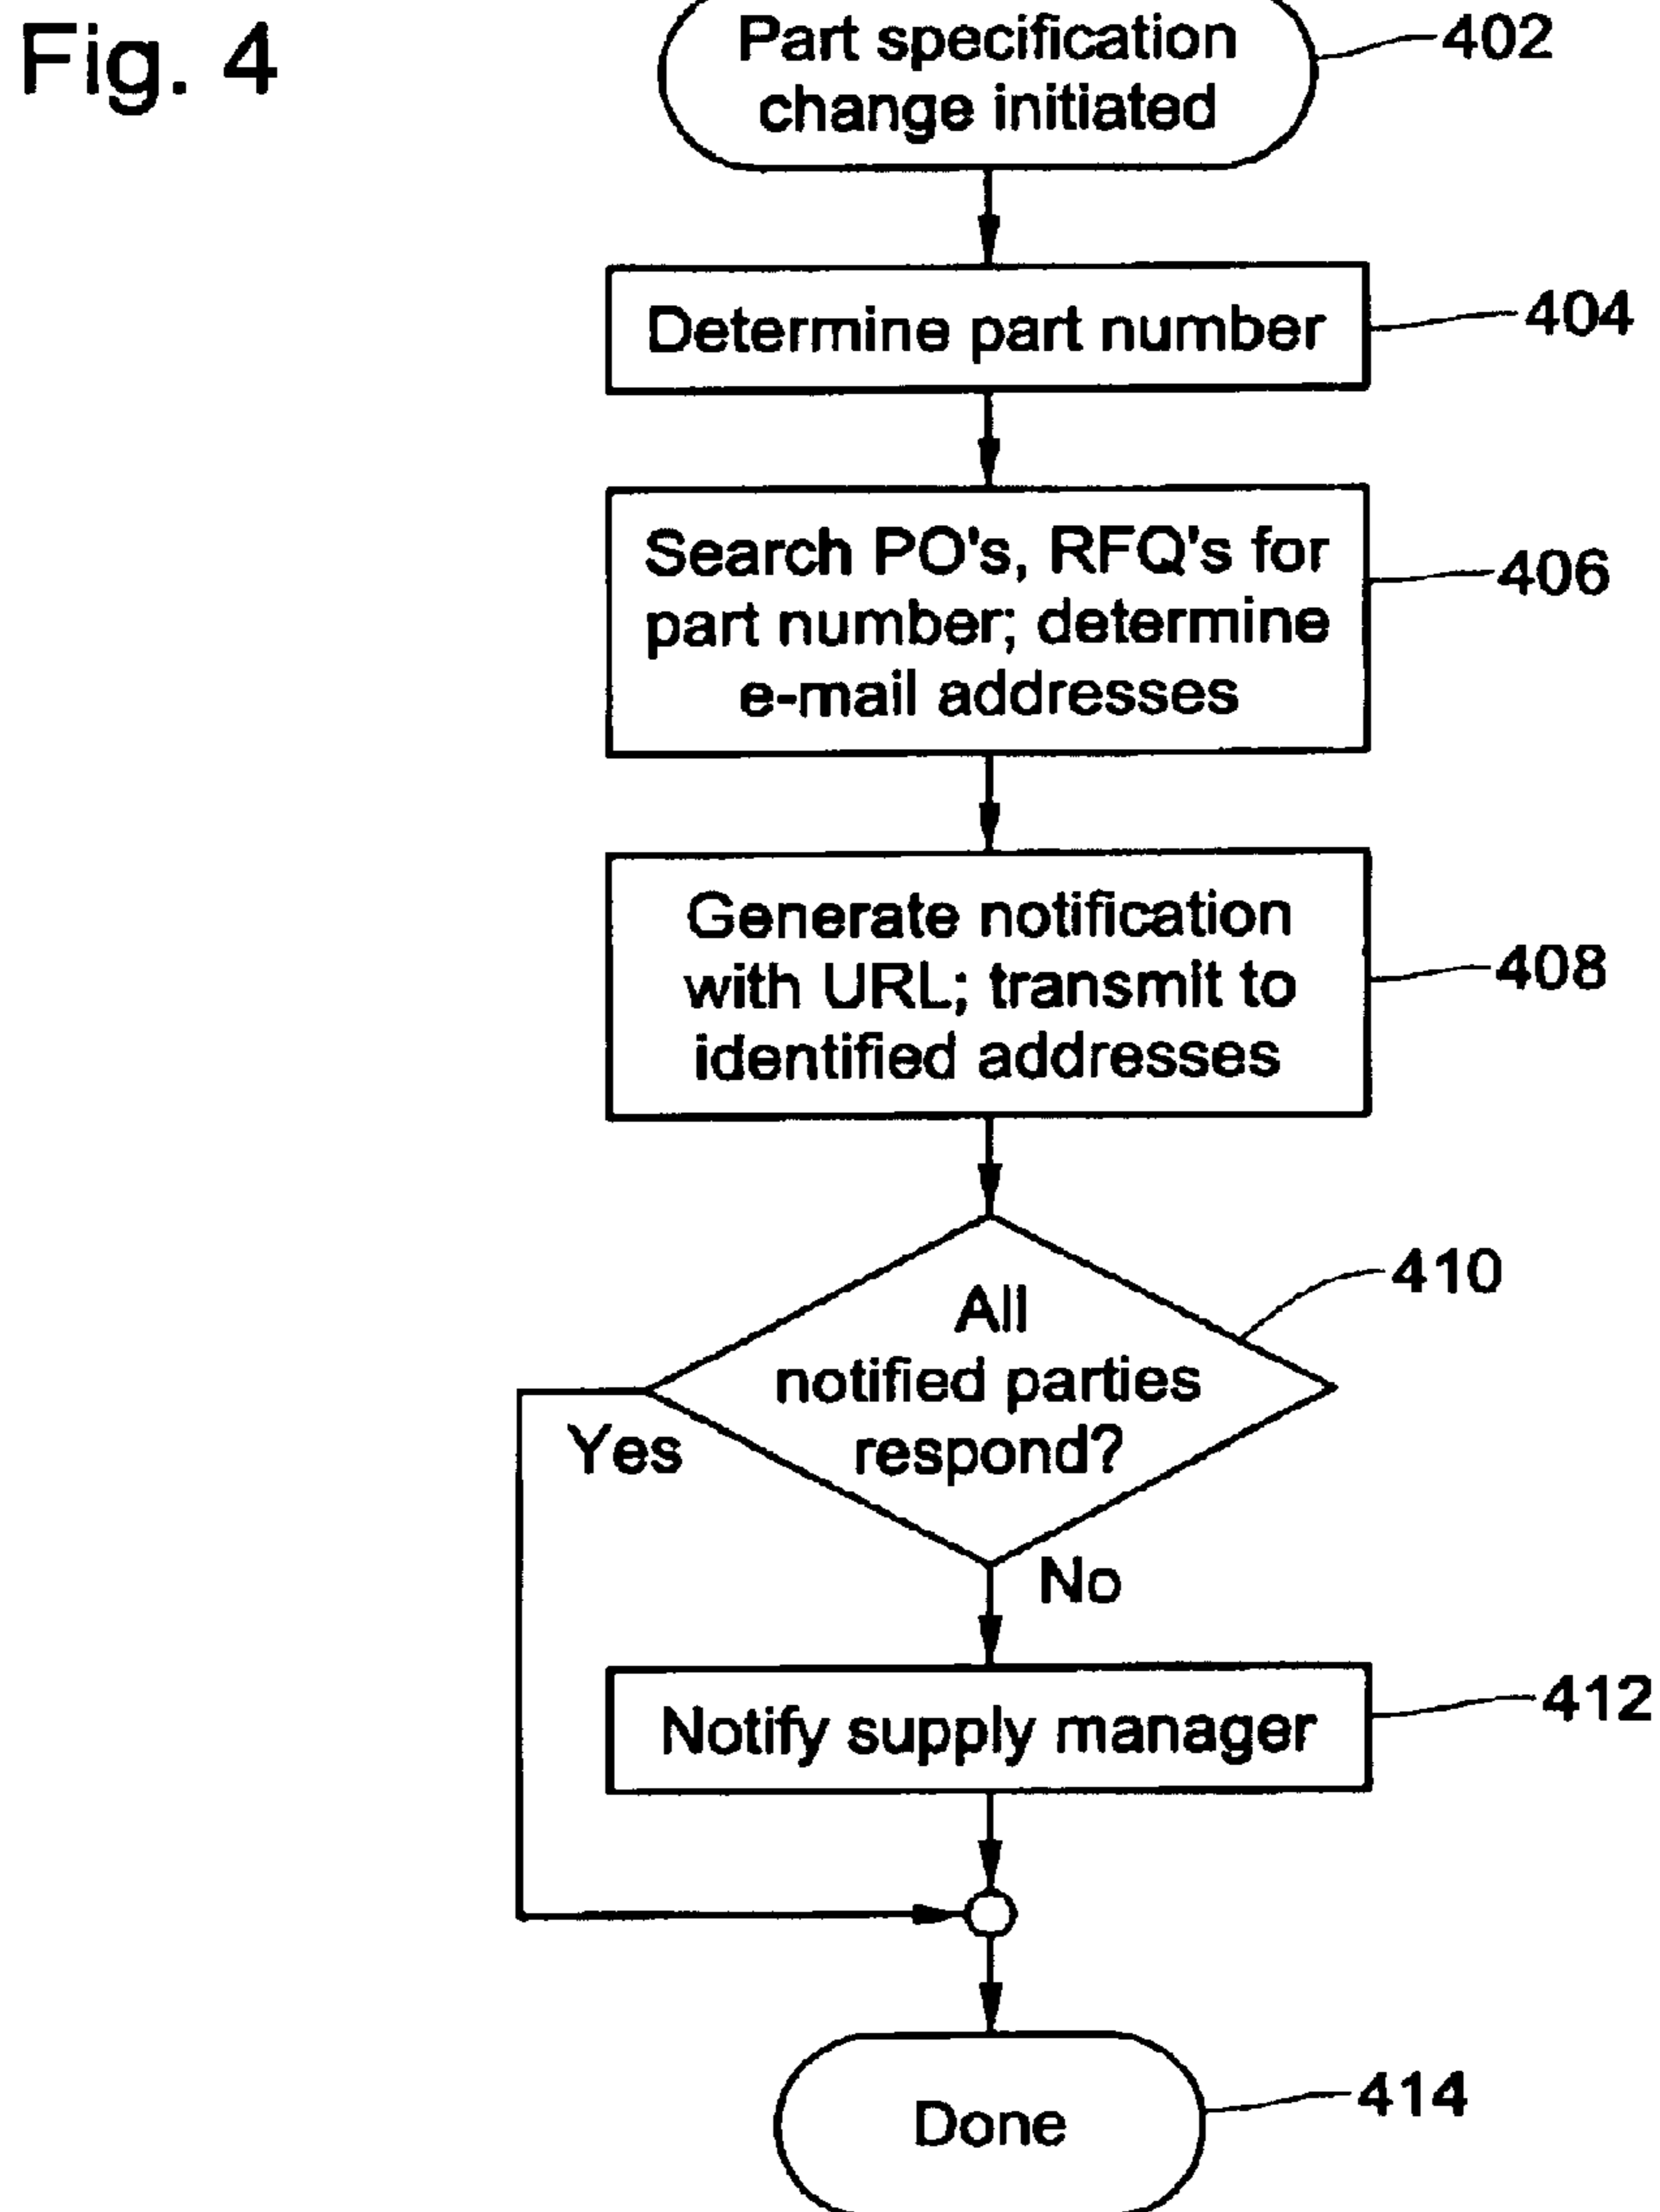 Fig. 4
Part specification
change initiated
402
Determine part number
404
Search PO's, RFQ's for
part number; determine
e-mail addresses
406
Generate notification
with URL; transmit to
identified addresses
408
All
notified parties
respond?
410
Yes
No
Notify supply manager
412
Done
414